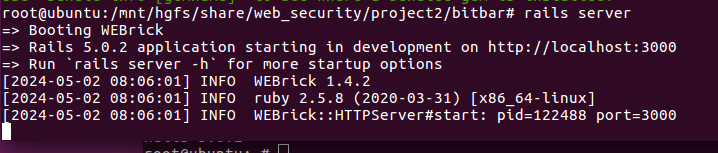 root@ubuntu:/mnt/hgfs/share/web_security/project2/bitbar# rails server
=> Booting WEBrick
=> Rails 5.0.2 application starting in development on http://localhost:3000
=> Run `rails server -h` for more startup options
[2024-05-02 08:06:01] INFO  WEBrick 1.4.2
[2024-05-02 08:06:01] INFO  ruby 2.5.8 (2020-03-31) [x86_64-linux]
[2024-05-02 08:06:01] INFO  WEBrick::HTTPServer#start: pid=122488 port=3000